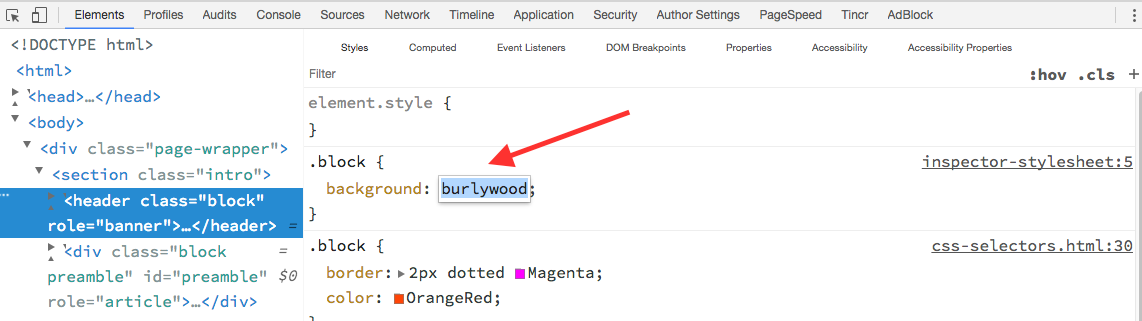 Elements Profiles Audits Console Sources Network Timeline Application Security Author Settings PageSpeed Tincr AdBlock
<!DOCTYPE html>
<html>
<head>…</head>
<body>
<div class="page-wrapper">
<section class="intro">
… <header class="block"
role="banner">…</header> =
<div class="block =
preamble" id="preamble" $0
role="article">…</div>
Styles Computed Event Listeners DOM Breakpoints Properties Accessibility Accessibility Properties
Filter :hov .cls +
element.style {
}
.block { inspector-stylesheet:5
background: burlywood;
}
.block { css-selectors.html:30
border: 2px dotted Magenta;
color: OrangeRed;
}